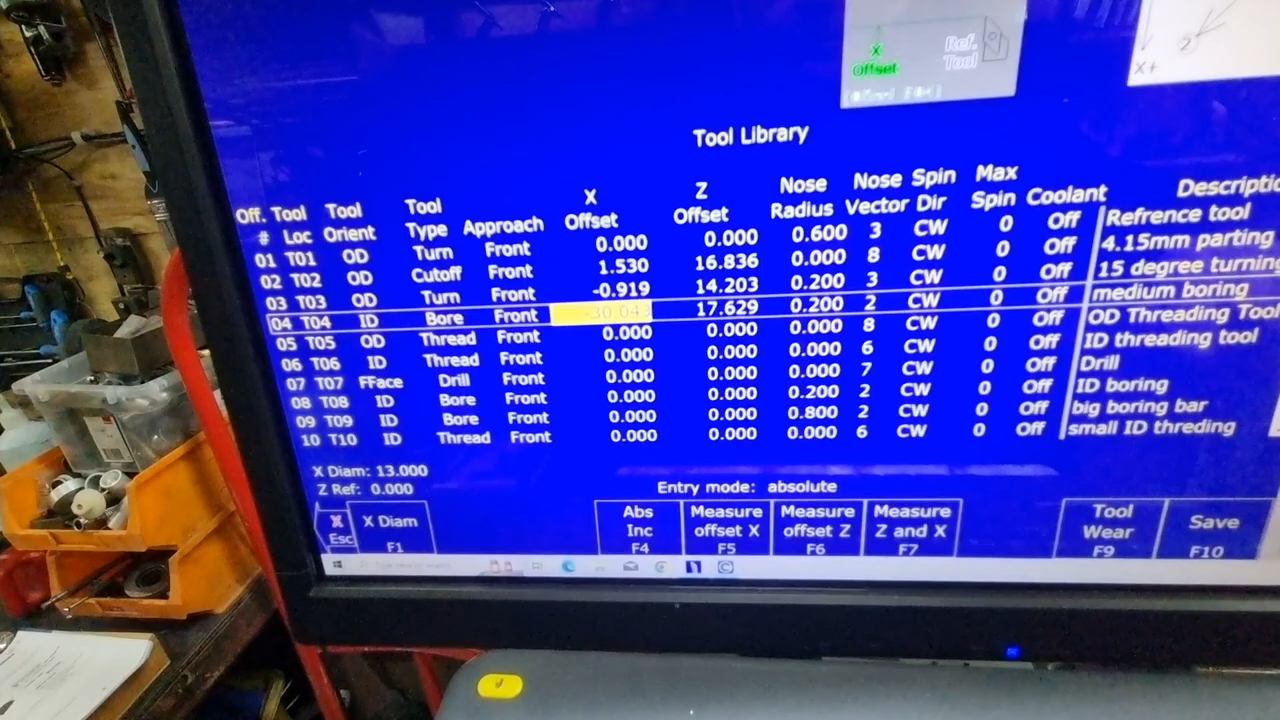 X
Offset
Ref.
Tool
X+
Tool Library
Off. # Tool Loc Tool Orient Tool Type Approach X Offset Z Offset Nose Radius Nose Vector Spin Dir Max Spin Coolant
01 T01 OD Turn Front 0.000 0.000 0.600 3 CW 0 Off Refrence tool
02 T02 OD Cutoff Front 1.530 16.836 0.000 8 CW 0 Off 4.15mm parting
03 T03 OD Turn Front -0.919 14.203 0.200 3 CW 0 Off 15 degree turning
04 T04 ID Bore Front 17.629 0.200 2 CW 0 Off medium boring
05 T05 OD Thread Front 0.000 0.000 0.000 8 CW 0 Off OD Threading Tool
06 T06 ID Thread Front 0.000 0.000 0.000 6 CW 0 Off ID threading tool
07 T07 FFace Drill Front 0.000 0.000 0.000 7 CW 0 Off Drill
08 T08 ID Bore Front 0.000 0.000 0.200 2 CW 0 Off ID boring
09 T09 ID Bore Front 0.000 0.000 0.800 2 CW 0 Off big boring bar
10 T10 ID Thread Front 0.000 0.000 0.000 6 CW 0 Off small ID threding
X Diam: 13.000
Z Ref: 0.000
Entry mode: absolute
X Esc
X Diam F1
Abs Inc F4
Measure offset X F5
Measure offset Z F6
Measure Z and X F7
Tool Wear F9
Save F10